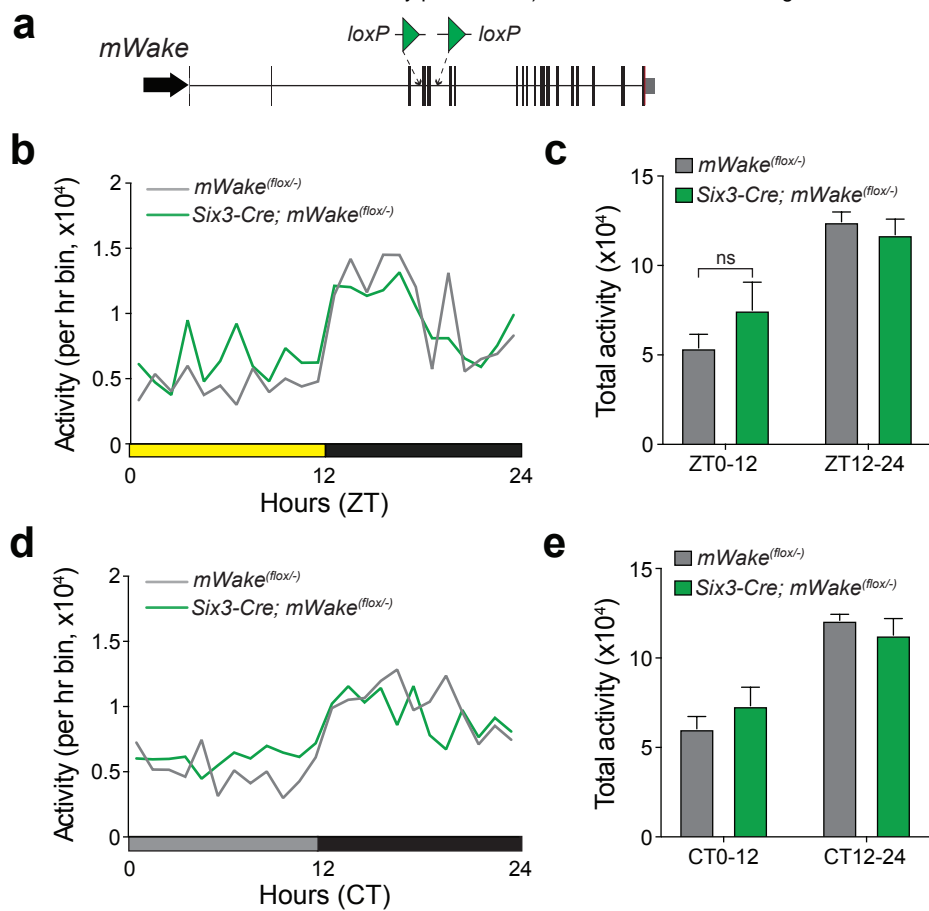 a
loxP loxP
mWake
b
Activity (per hr bin, x10⁴)
2
1.5
1
0.5
0
mWake(flox/-)
Six3-Cre; mWake(flox/-)
0 12 24
Hours (ZT)
c
Total activity (x10⁴)
15
10
5
0
mWake(flox/-)
Six3-Cre; mWake(flox/-)
ns
ZT0-12 ZT12-24
d
Activity (per hr bin, x10⁴)
2
1.5
1
0.5
0
mWake(flox/-)
Six3-Cre; mWake(flox/-)
0 12 24
Hours (CT)
e
Total activity (x10⁴)
15
10
5
0
mWake(flox/-)
Six3-Cre; mWake(flox/-)
CT0-12 CT12-24